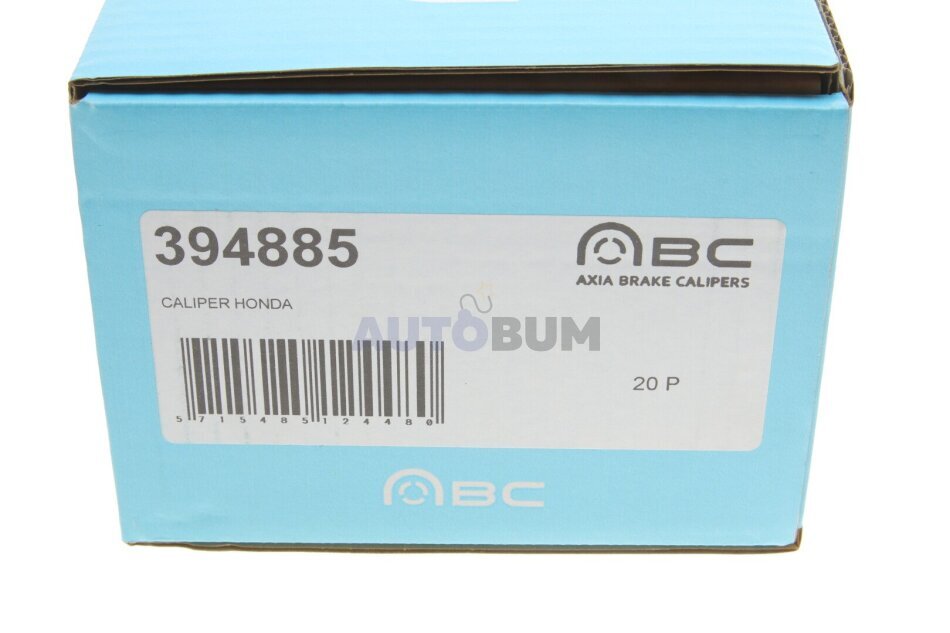 394885
ABC
AXIA BRAKE CALIPERS
CALIPER HONDA
AUTOBUM
20 P
5 715485 124480
ABC